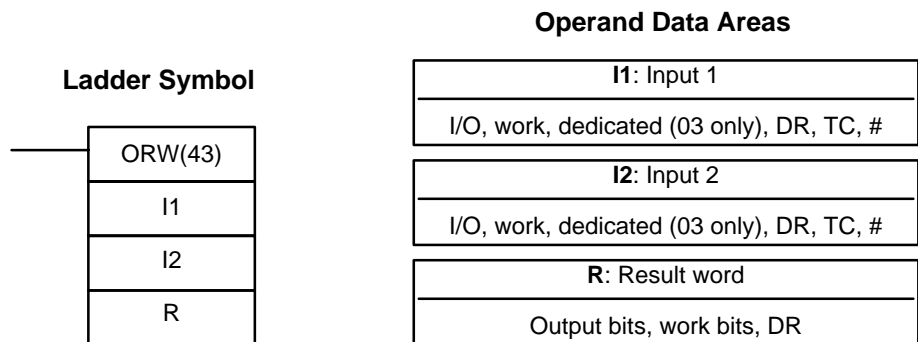 Operand Data Areas
Ladder Symbol
ORW(43)
I1
I2
R
I1: Input 1
I/O, work, dedicated (03 only), DR, TC, #
I2: Input 2
I/O, work, dedicated (03 only), DR, TC, #
R: Result word
Output bits, work bits, DR